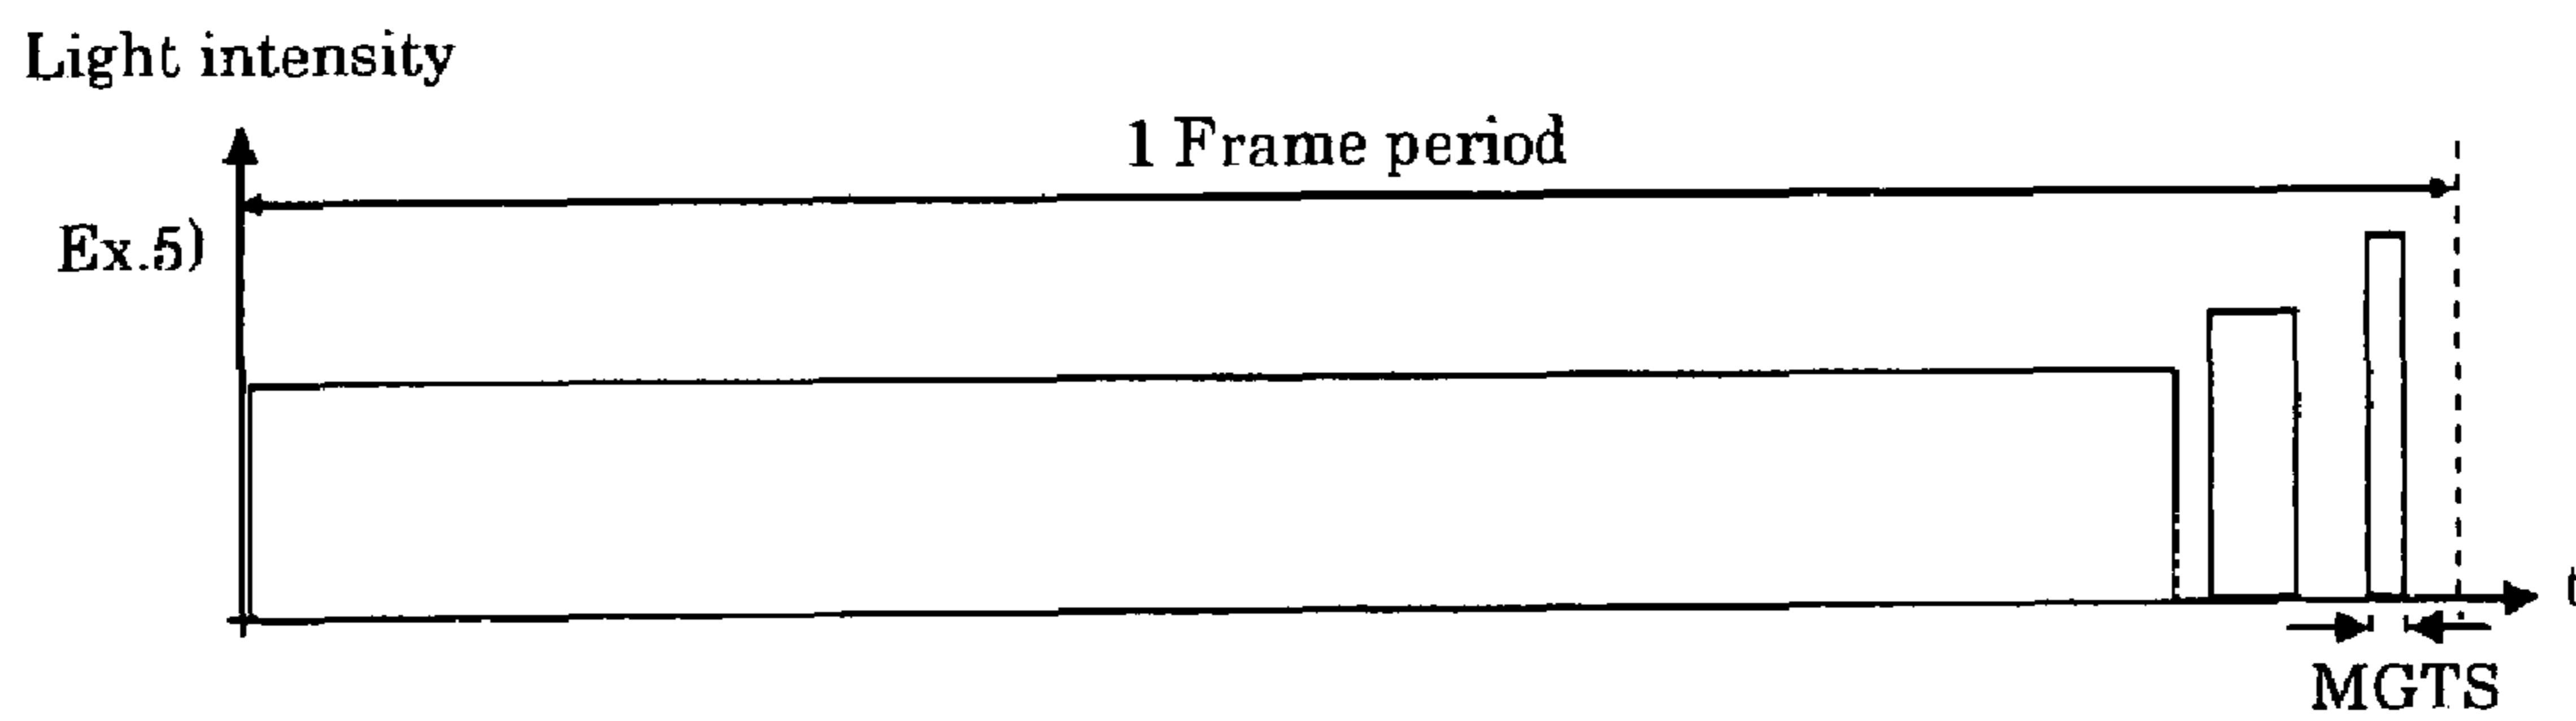 Light intensity
1 Frame period
Ex.5)
MGTS